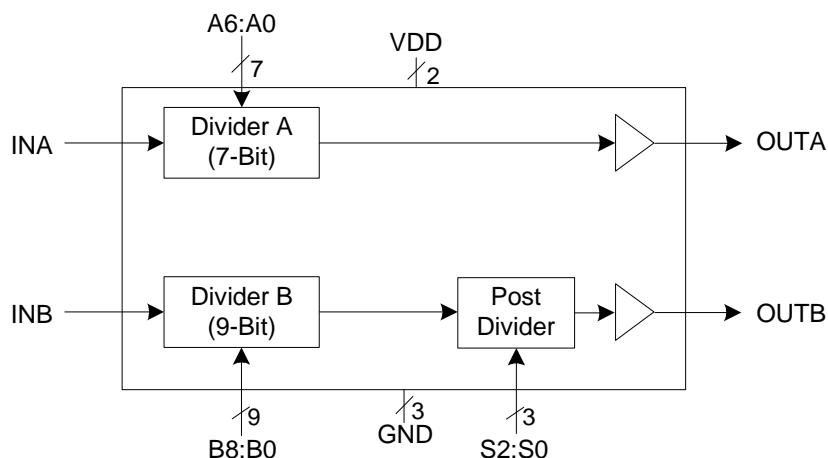 A6:A0
7
VDD
2
INA
Divider A
(7-Bit)
OUTA
INB
Divider B
(9-Bit)
Post
Divider
OUTB
9
B8:B0
3
GND
3
S2:S0